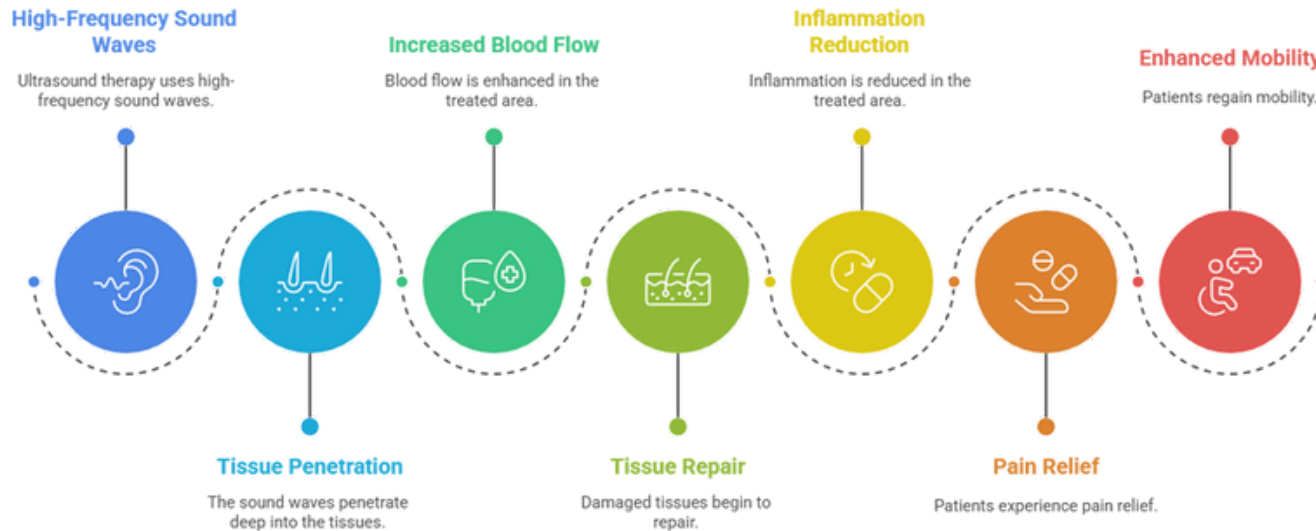 High-Frequency Sound
Waves
Ultrasound therapy uses high-
frequency sound waves.
Tissue Penetration
The sound waves penetrate
deep into the tissues.
Increased Blood Flow
Blood flow is enhanced in the
treated area.
Tissue Repair
Damaged tissues begin to
repair.
Inflammation
Reduction
Inflammation is reduced in the
treated area.
Pain Relief
Patients experience pain relief.
Enhanced Mobility
Patients regain mobility.